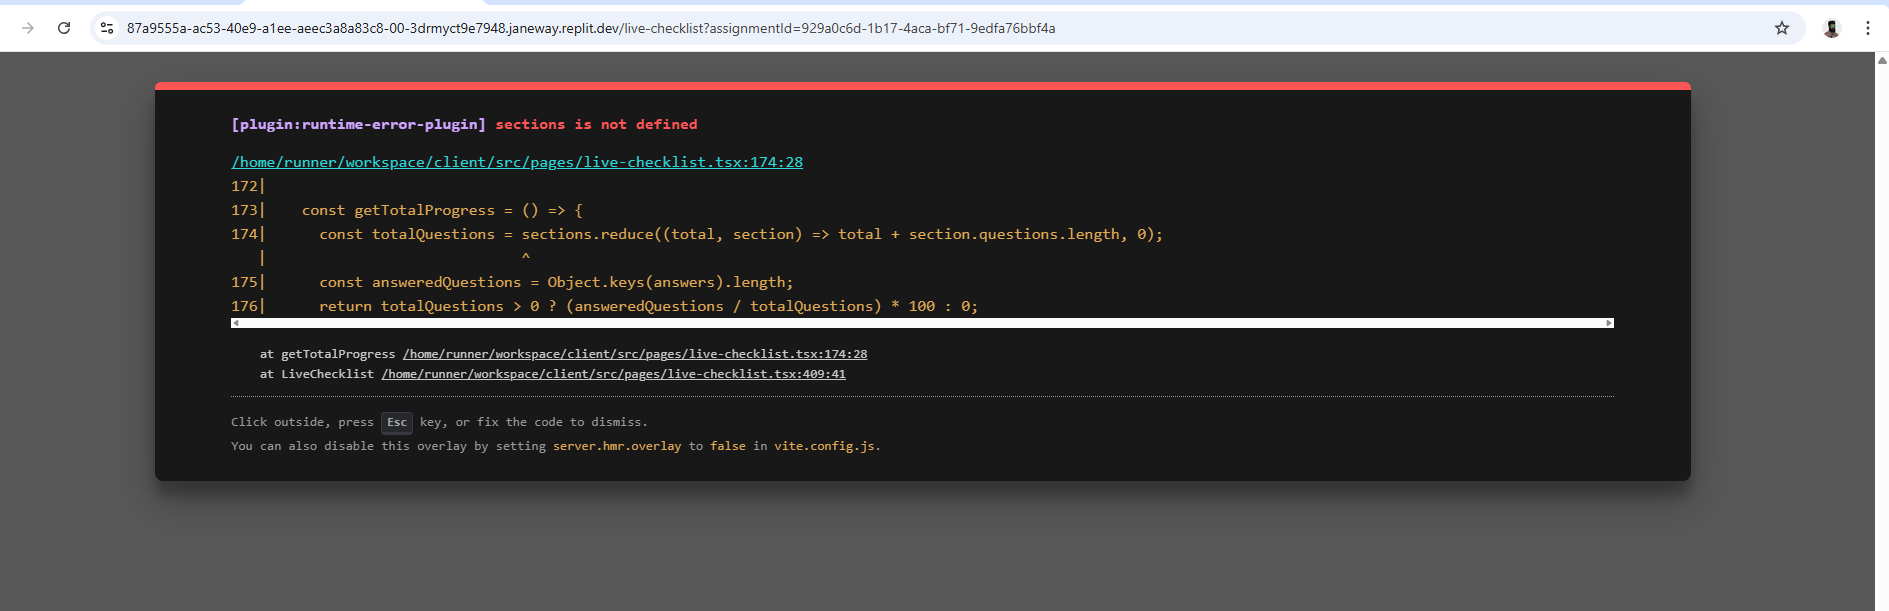 87a9555a-ac53-40e9-a1ee-aeec3a8a83c8-00-3drmyct9e7948.janeway.replit.dev/live-checklist?assignmentId=929a0c6d-1b17-4aca-bf71-9edfa76bbf4a
[plugin:runtime-error-plugin] sections is not defined
/home/runner/workspace/client/src/pages/live-checklist.tsx:174:28
172|
173|    const getTotalProgress = () => {
174|      const totalQuestions = sections.reduce((total, section) => total + section.questions.length, 0);
   |                             ^
175|      const answeredQuestions = Object.keys(answers).length;
176|      return totalQuestions > 0 ? (answeredQuestions / totalQuestions) * 100 : 0;
at getTotalProgress /home/runner/workspace/client/src/pages/live-checklist.tsx:174:28
at LiveChecklist /home/runner/workspace/client/src/pages/live-checklist.tsx:409:41
Click outside, press Esc key, or fix the code to dismiss.
You can also disable this overlay by setting server.hmr.overlay to false in vite.config.js.